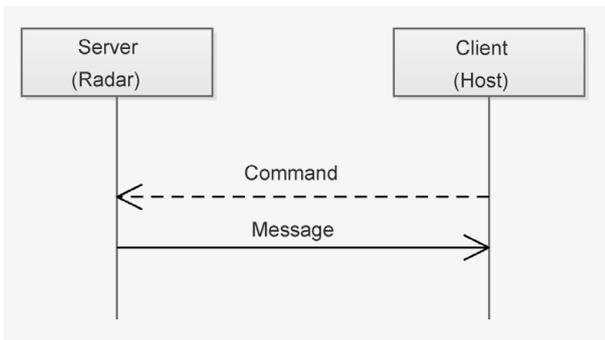 Server
(Radar)
Client
(Host)
Command
Message